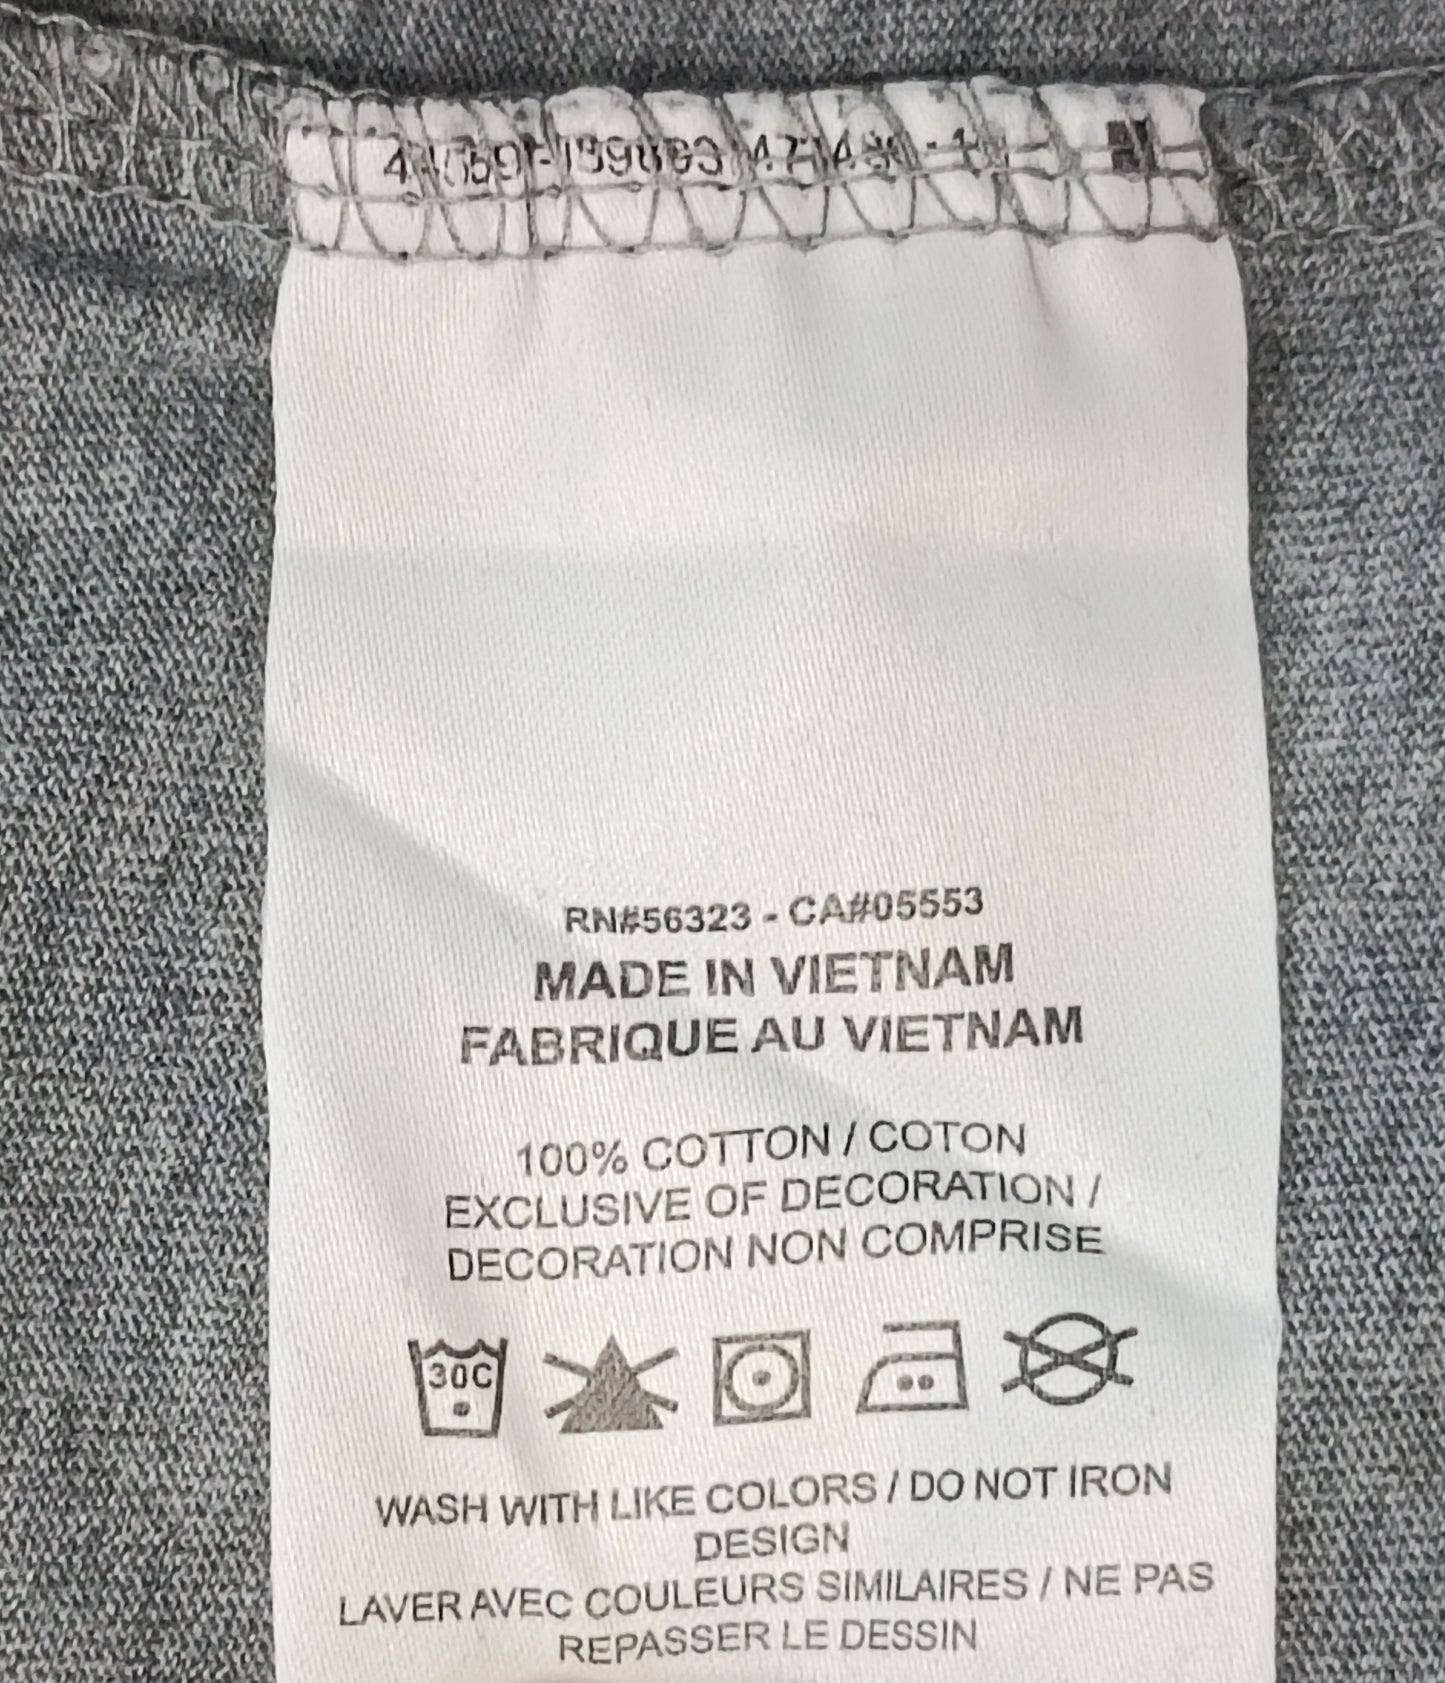 RN#56323 - CA#05553
MADE IN VIETNAM
FABRIQUE AU VIETNAM
100% COTTON / COTON
EXCLUSIVE OF DECORATION /
DECORATION NON COMPRISE
30C
WASH WITH LIKE COLORS / DO NOT IRON
DESIGN
LAVER AVEC COULEURS SIMILAIRES / NE PAS
REPASSER LE DESSIN